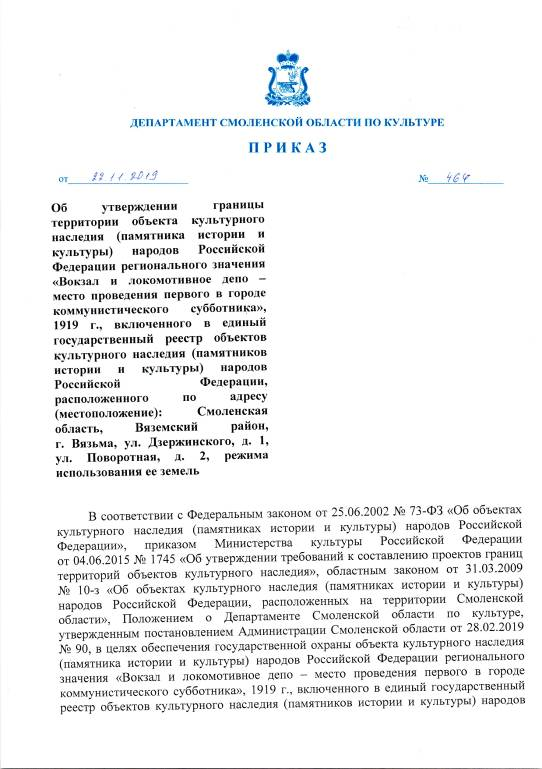 ДЕПАРТАМЕНТ СМОЛЕНСКОЙ ОБЛАСТИ ПО КУЛЬТУРЕ
П Р И К А З
от 22.11.2019 № 464
Об утверждении границы
территории объекта культурного
наследия (памятника истории и
культуры) народов Российской
Федерации регионального значения
«Вокзал и локомотивное депо –
место проведения первого в городе
коммунистического субботника»,
1919 г., включенного в единый
государственный реестр объектов
культурного наследия (памятников
истории и культуры) народов
Российской Федерации,
расположенного по адресу
(местоположение): Смоленская
область, Вяземский район,
г. Вязьма, ул. Дзержинского, д. 1,
ул. Поворотная, д. 2, режима
использования ее земель
В соответствии с Федеральным законом от 25.06.2002 № 73-ФЗ «Об объектах
культурного наследия (памятниках истории и культуры) народов Российской
Федерации», приказом Министерства культуры Российской Федерации
от 04.06.2015 № 1745 «Об утверждении требований к составлению проектов границ
территорий объектов культурного наследия», областным законом от 31.03.2009
№ 10-з «Об объектах культурного наследия (памятниках истории и культуры)
народов Российской Федерации, расположенных на территории Смоленской
области», Положением о Департаменте Смоленской области по культуре,
утвержденным постановлением Администрации Смоленской области от 28.02.2019
№ 90, в целях обеспечения государственной охраны объекта культурного наследия
(памятника истории и культуры) народов Российской Федерации регионального
значения «Вокзал и локомотивное депо – место проведения первого в городе
коммунистического субботника», 1919 г., включенного в единый государственный
реестр объектов культурного наследия (памятников истории и культуры) народов